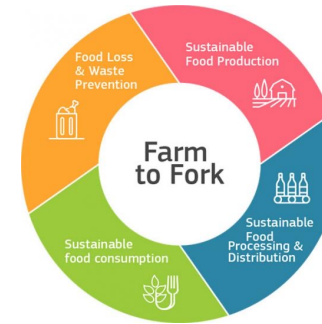 Food Loss
& Waste
Prevention
Sustainable
Food Production
Farm
to Fork
Sustainable
Food
Processing &
Distribution
Sustainable
food consumption